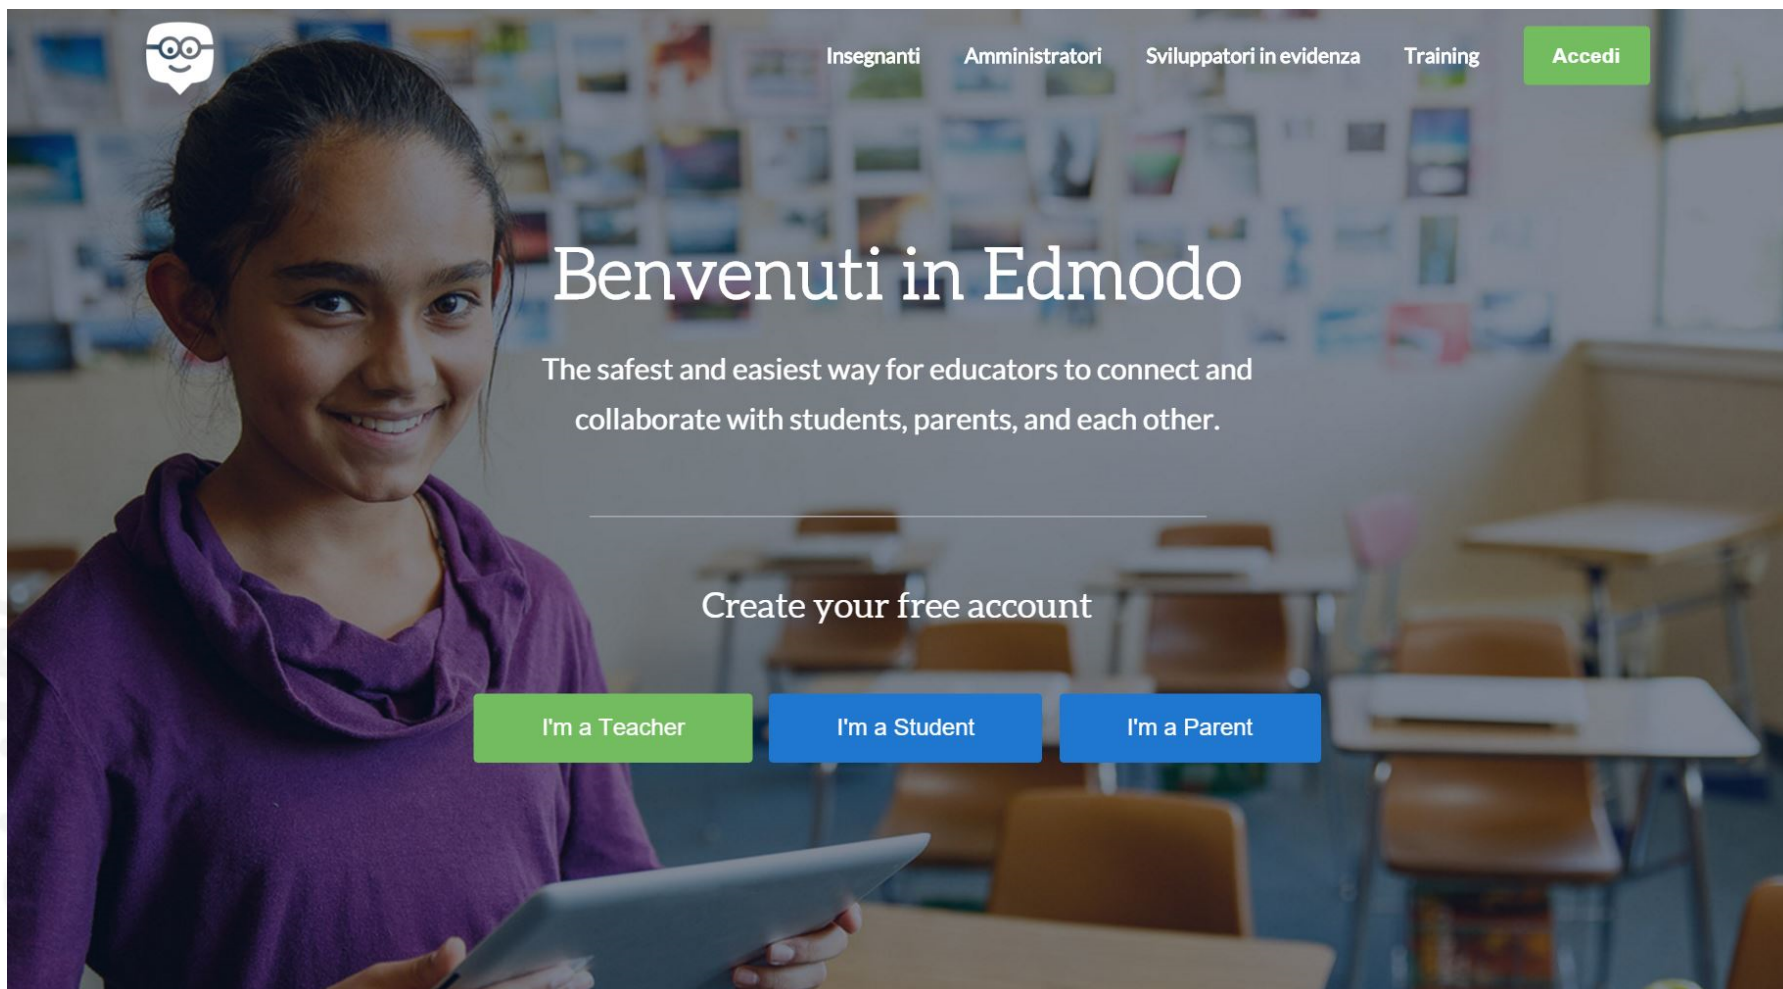 Insegnanti Amministratori Sviluppatori in evidenza Training Accedi
Benvenuti in Edmodo
The safest and easiest way for educators to connect and
collaborate with students, parents, and each other.
Create your free account
I'm a Teacher I'm a Student I'm a Parent